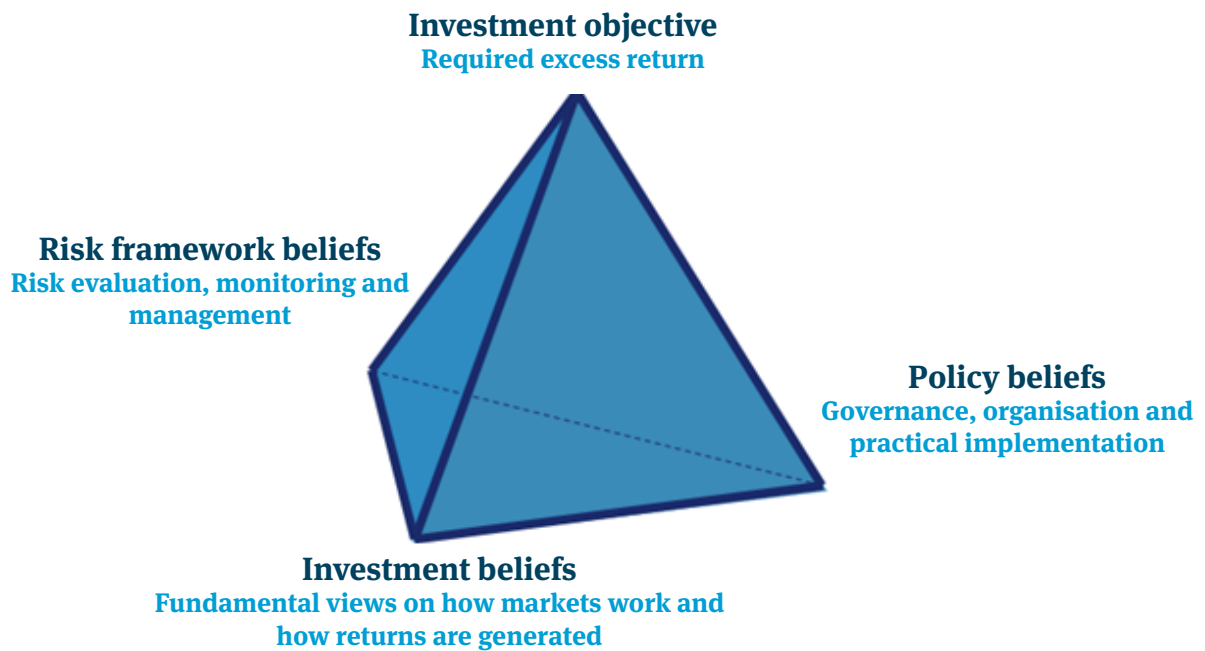 Investment objective
Required excess return
Risk framework beliefs
Risk evaluation, monitoring and
management
Policy beliefs
Governance, organisation and
practical implementation
Investment beliefs
Fundamental views on how markets work and
how returns are generated